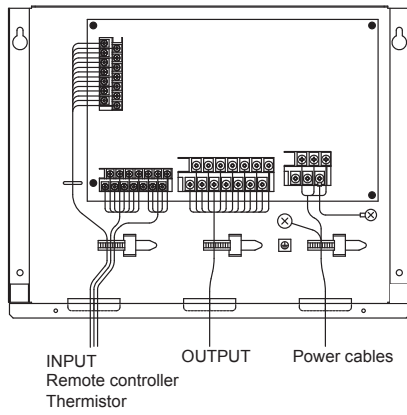 INPUT
Remote controller
Thermistor
OUTPUT
Power cables